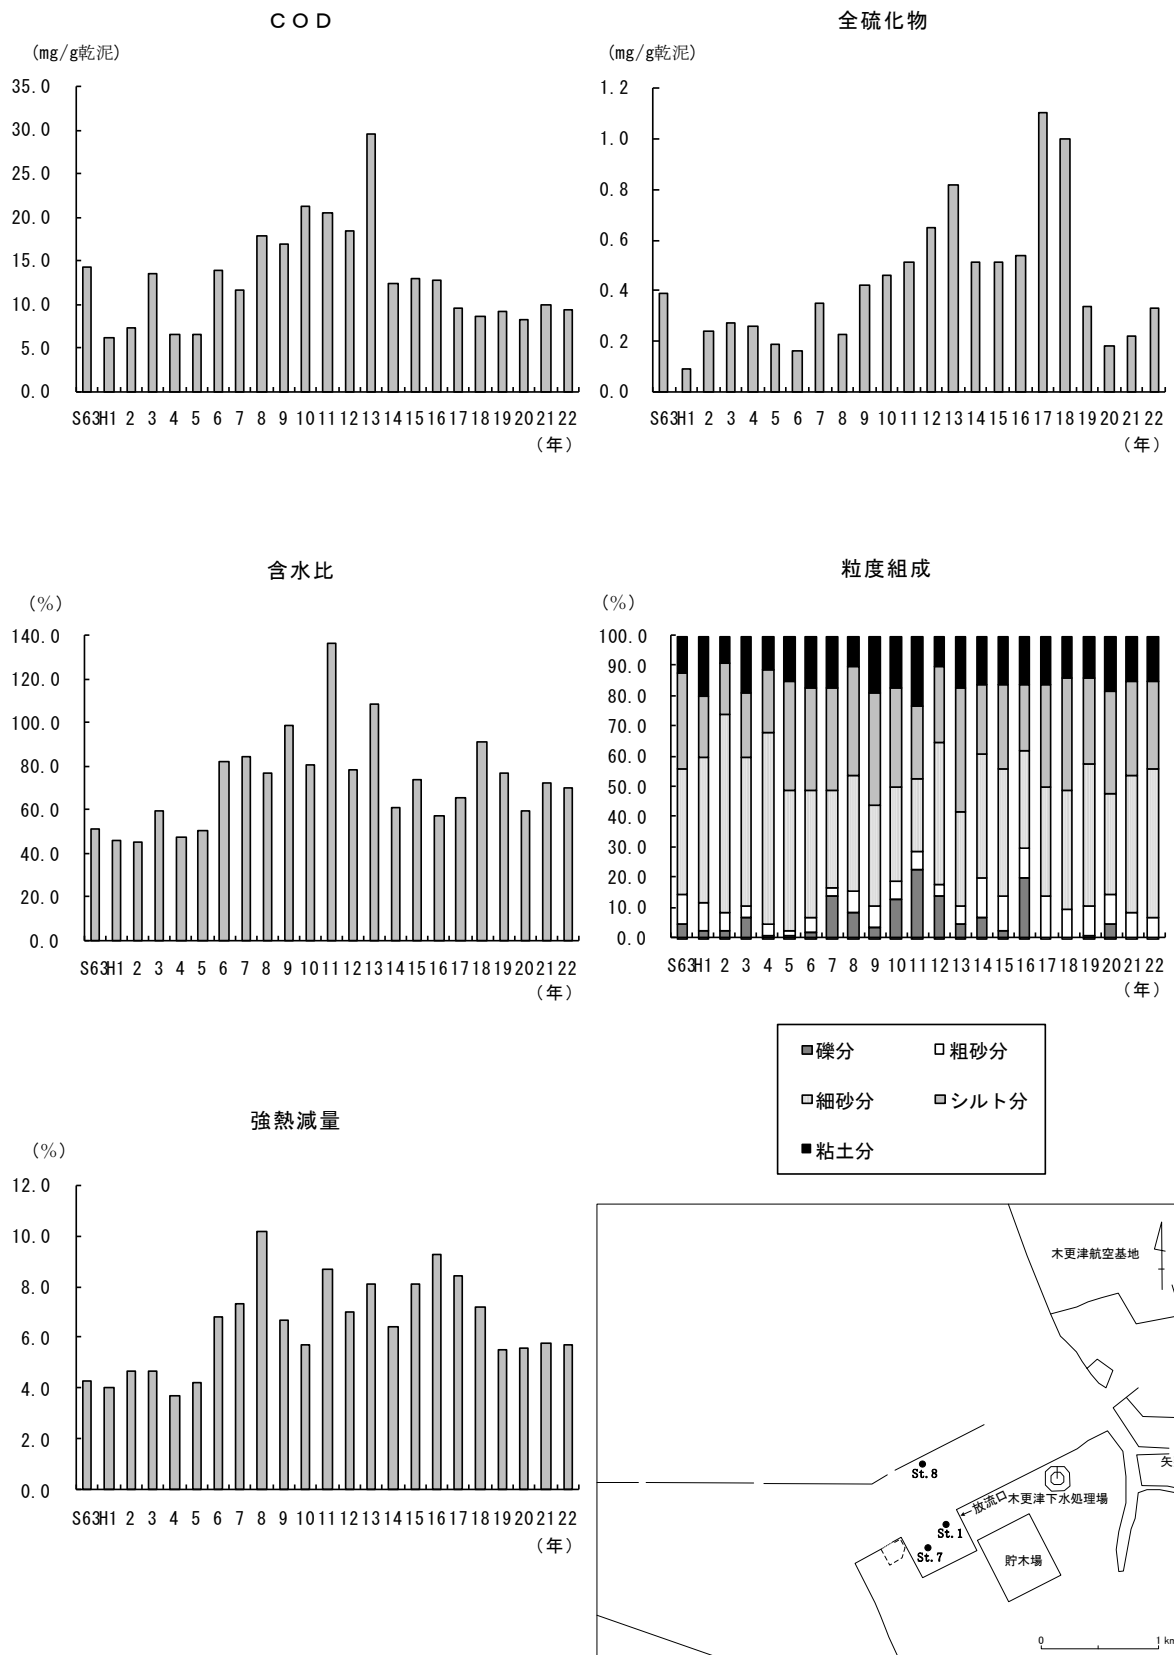 ＣＯＤ
(mg/g乾泥)
35.0
30.0
25.0
20.0
15.0
10.0
5.0
0.0
S63H1 2 3 4 5 6 7 8 9 10 11 12 13 14 15 16 17 18 19 20 21 22
（年）
全硫化物
(mg/g乾泥)
1.2
1.0
0.8
0.6
0.4
0.2
0.0
S63H1 2 3 4 5 6 7 8 9 10 11 12 13 14 15 16 17 18 19 20 21 22
（年）
含水比
(%)
140.0
120.0
100.0
80.0
60.0
40.0
20.0
0.0
S63H1 2 3 4 5 6 7 8 9 10 11 12 13 14 15 16 17 18 19 20 21 22
（年）
粒度組成
(%)
100.0
90.0
80.0
70.0
60.0
50.0
40.0
30.0
20.0
10.0
0.0
S63H1 2 3 4 5 6 7 8 9 10 11 12 13 14 15 16 17 18 19 20 21 22
（年）
礫分 粗砂分
細砂分 シルト分
粘土分
強熱減量
(%)
12.0
10.0
8.0
6.0
4.0
2.0
0.0
S63H1 2 3 4 5 6 7 8 9 10 11 12 13 14 15 16 17 18 19 20 21 22
（年）
木更津航空基地
矢
St.8
放流口
木更津下水処理場
St.1
St.7
貯木場
0 1 km